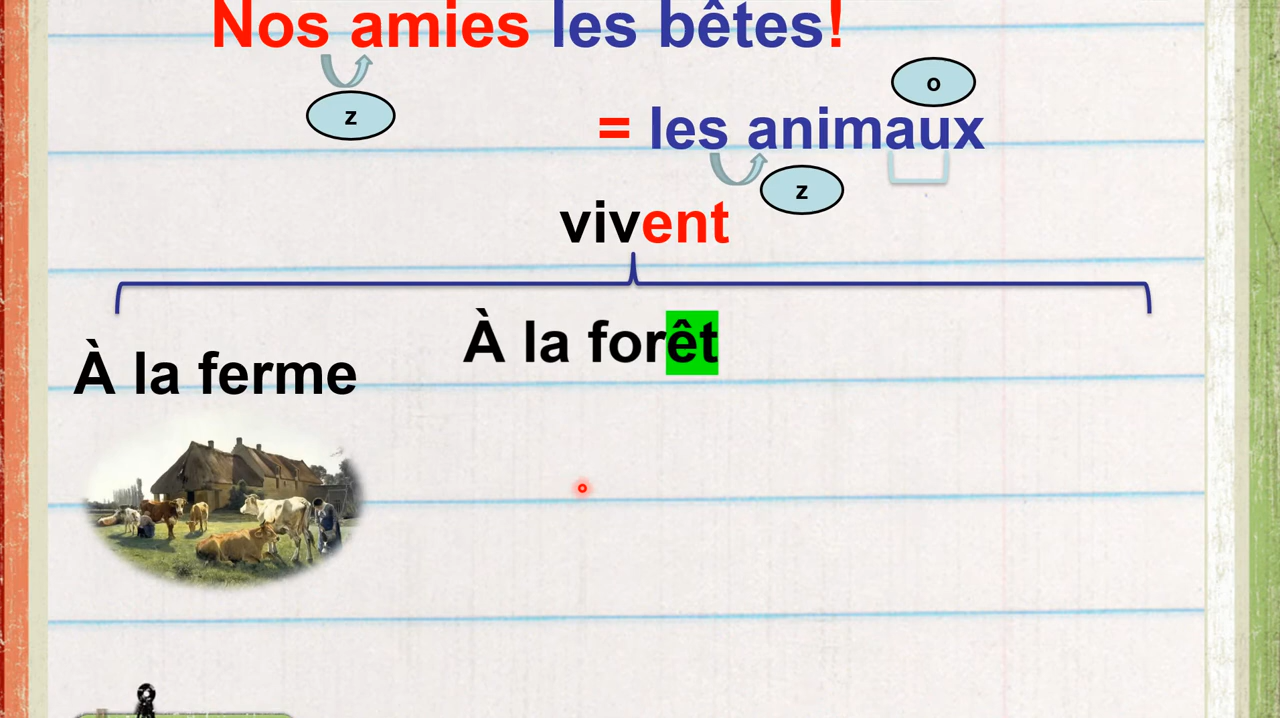 Nos amies les bêtes!
o
z
= les animaux
z
vivent
À la forêt
À la ferme